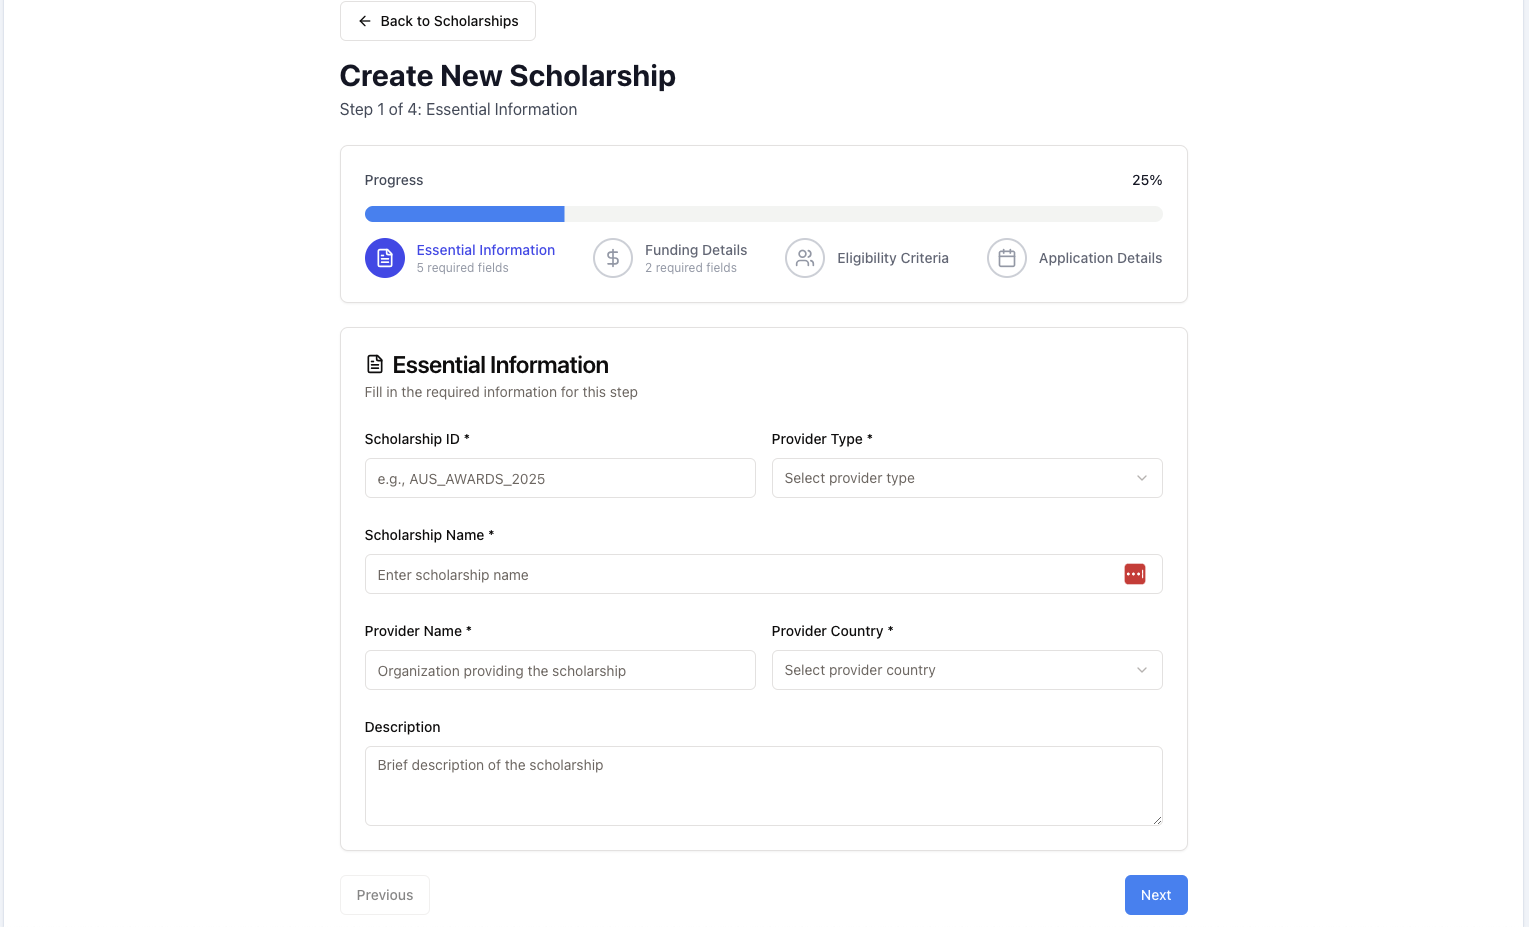 Back to Scholarships
Create New Scholarship
Step 1 of 4: Essential Information
Progress
25%
Essential Information
5 required fields
Funding Details
2 required fields
Eligibility Criteria
Application Details
Essential Information
Fill in the required information for this step
Scholarship ID *
e.g., AUS_AWARDS_2025
Provider Type *
Select provider type
Scholarship Name *
Enter scholarship name
Provider Name *
Organization providing the scholarship
Provider Country *
Select provider country
Description
Brief description of the scholarship
Previous
Next